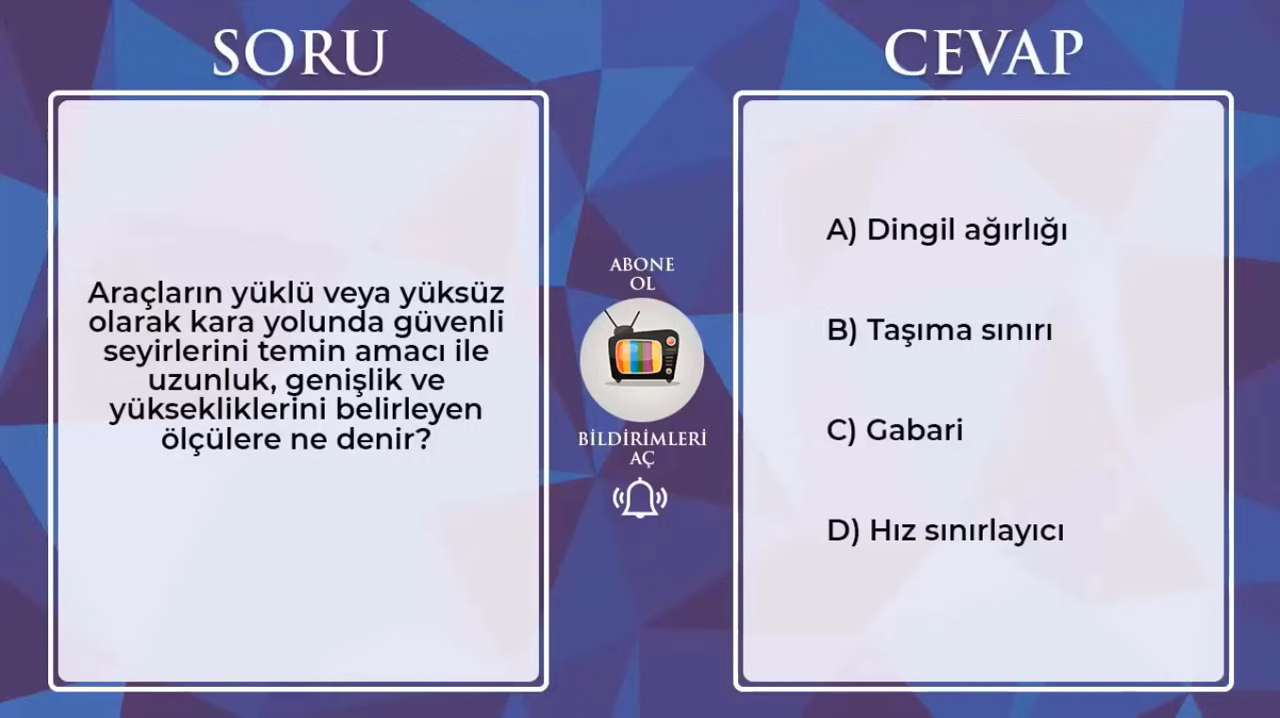 SORU
Araçların yüklü veya yüksüz
olarak kara yolunda güvenli
seyirlerini temin amacı ile
uzunluk, genişlik ve
yüksekliklerini belirleyen
ölçülere ne denir?
ABONE
OL
BİLDİRİMLERİ
AÇ
CEVAP
A) Dingil ağırlığı
B) Taşıma sınırı
C) Gabari
D) Hız sınırlayıcı